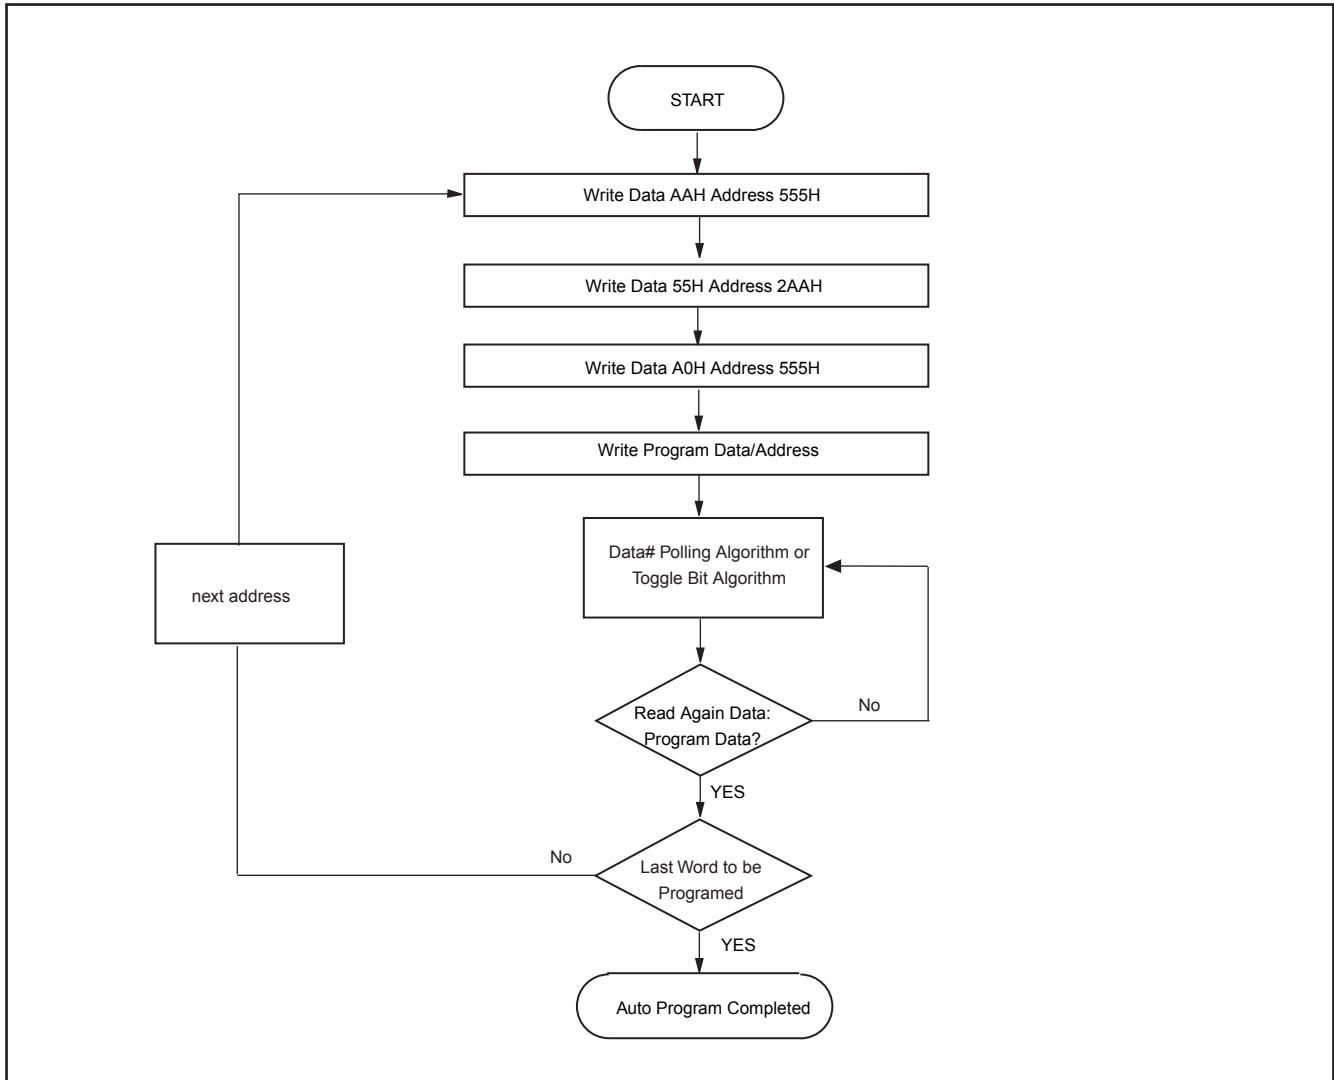 START
Write Data AAH Address 555H
Write Data 55H Address 2AAH
Write Data A0H Address 555H
Write Program Data/Address
Data# Polling Algorithm or
Toggle Bit Algorithm
next address
Read Again Data:
Program Data?
No
YES
No
Last Word to be
Programed
YES
Auto Program Completed